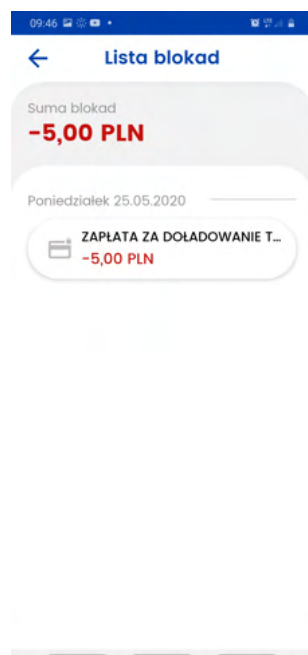 09:46
Lista blokad
Suma blokad
-5,00 PLN
Poniedziałek 25.05.2020
ZAPŁATA ZA DOŁADOWANIE T...
-5,00 PLN